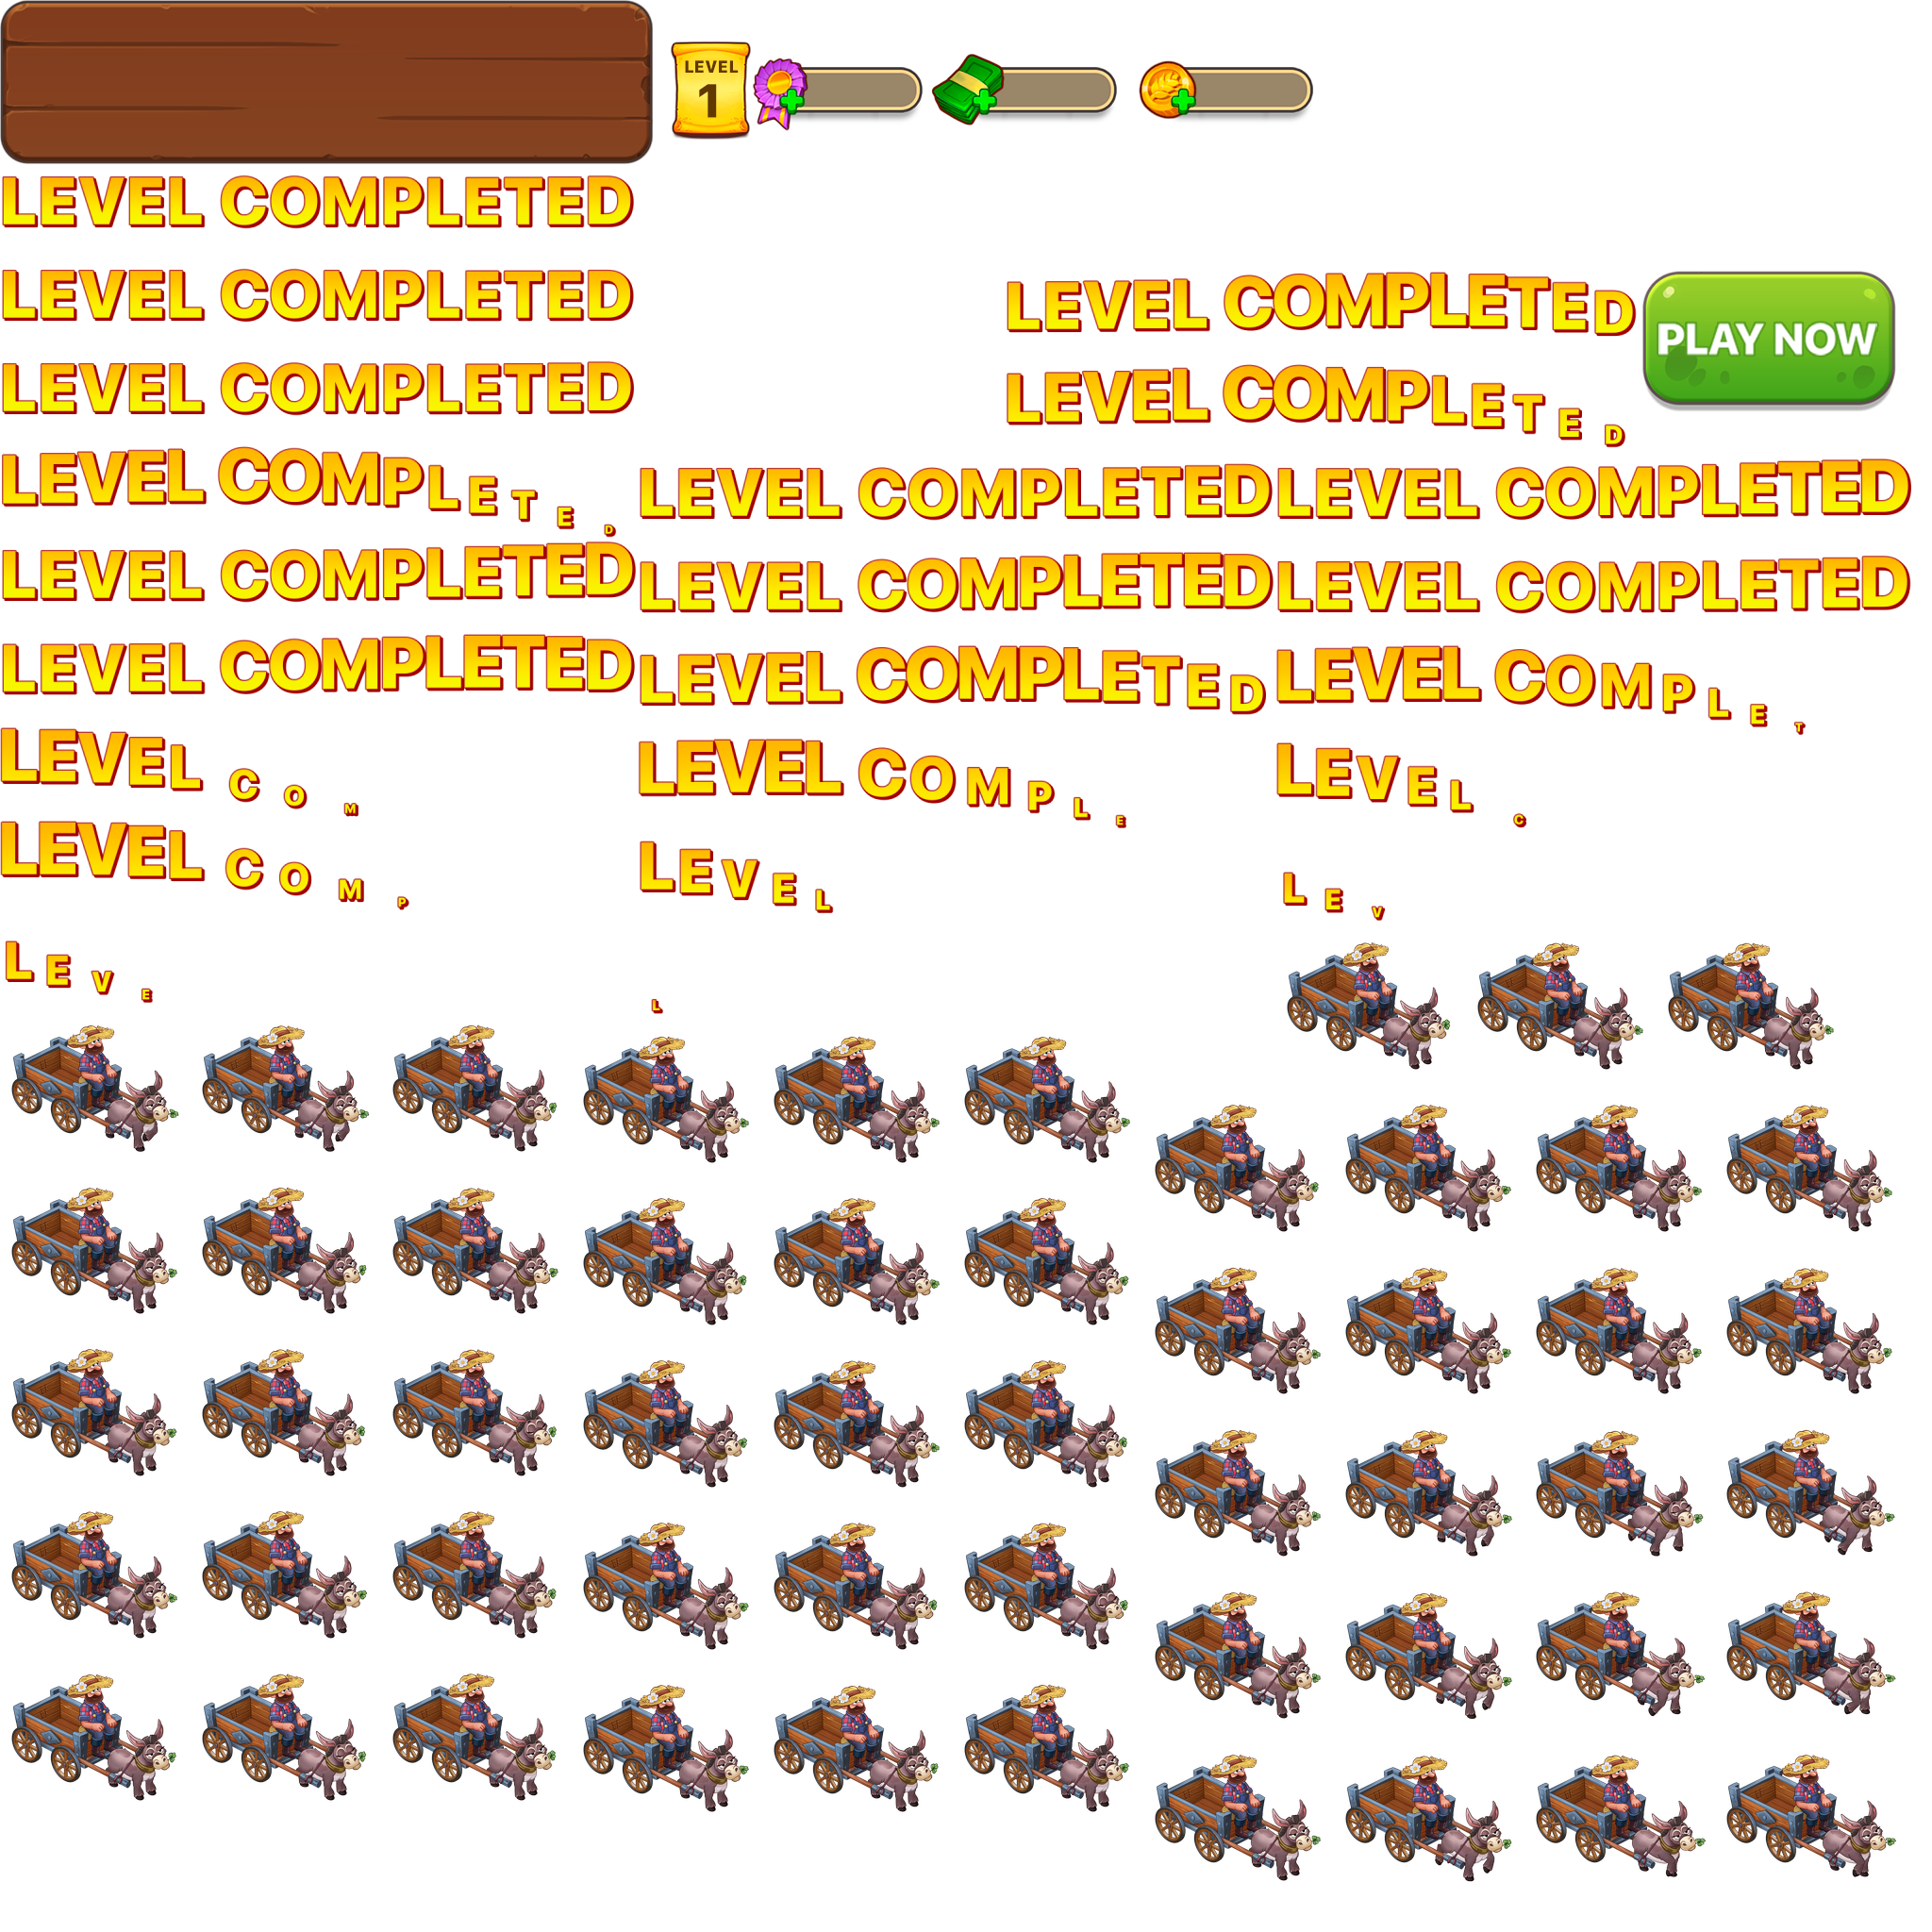 LEVEL
1
LEVEL COMPLETED
LEVEL COMPLETED
LEVEL COMPLETED
PLAY NOW
LEVEL COMPLETED
LEVEL COMPLETED
LEVEL COMPLETED
LEVEL COMPLETED LEVEL COMPLETED
LEVEL COMPLETED LEVEL COMPLETED LEVEL COMPLETED
LEVEL COMPLETED LEVEL COMPLETED LEVEL COMPLET
LEVEL COM LEVEL COMPLE LEVEL C
LEVEL COMP LEVEL LEV
LEVE L